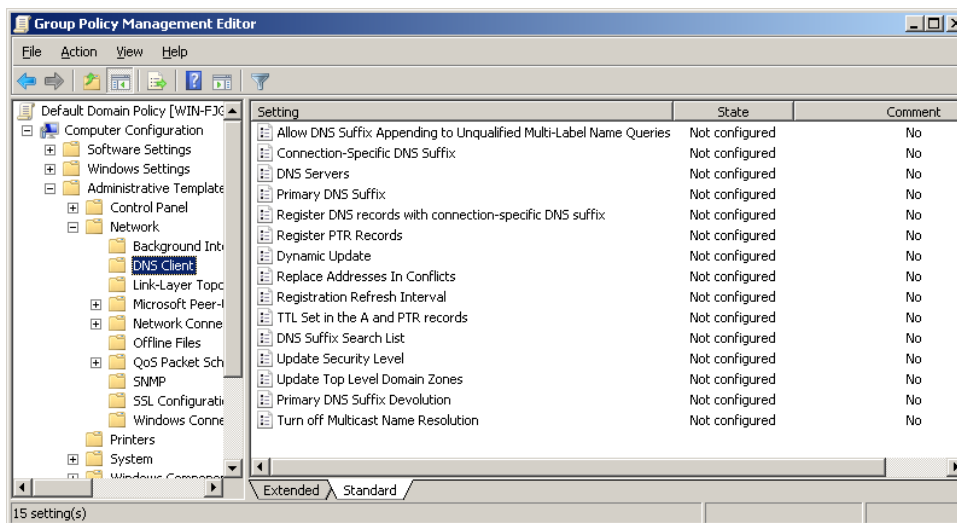 Group Policy Management Editor
File Action View Help
Default Domain Policy [WIN-FJG
Computer Configuration
Software Settings
Windows Settings
Administrative Template
Control Panel
Network
Background Inte
DNS Client
Link-Layer Topo
Microsoft Peer-t
Network Conne
Offline Files
QoS Packet Sch
SNMP
SSL Configurati
Windows Conne
Printers
System
Windows Componen
Setting State Comment
Allow DNS Suffix Appending to Unqualified Multi-Label Name Queries Not configured No
Connection-Specific DNS Suffix Not configured No
DNS Servers Not configured No
Primary DNS Suffix Not configured No
Register DNS records with connection-specific DNS suffix Not configured No
Register PTR Records Not configured No
Dynamic Update Not configured No
Replace Addresses In Conflicts Not configured No
Registration Refresh Interval Not configured No
TTL Set in the A and PTR records Not configured No
DNS Suffix Search List Not configured No
Update Security Level Not configured No
Update Top Level Domain Zones Not configured No
Primary DNS Suffix Devolution Not configured No
Turn off Multicast Name Resolution Not configured No
Extended Standard
15 setting(s)